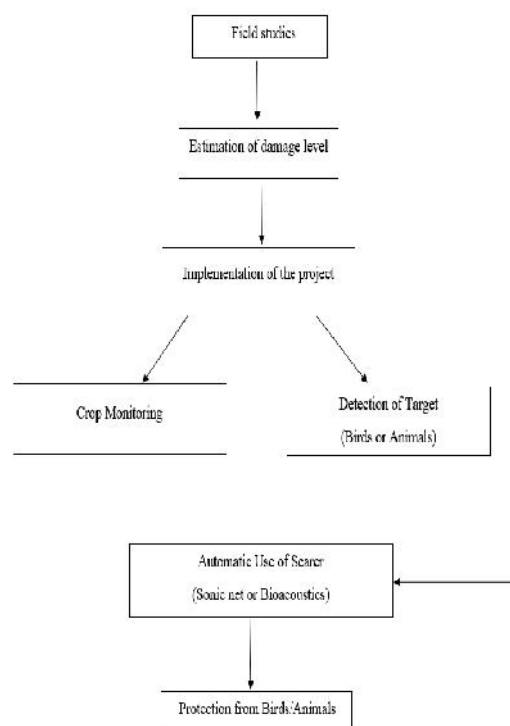 Field studies
Estimation of damage level
Implementation of the project
Crop Monitoring
Detection of Target
(Birds or Animals)
Automatic Use of Scarer
(Sonic net or Bioacoustics)
Protection from Birds/Animals